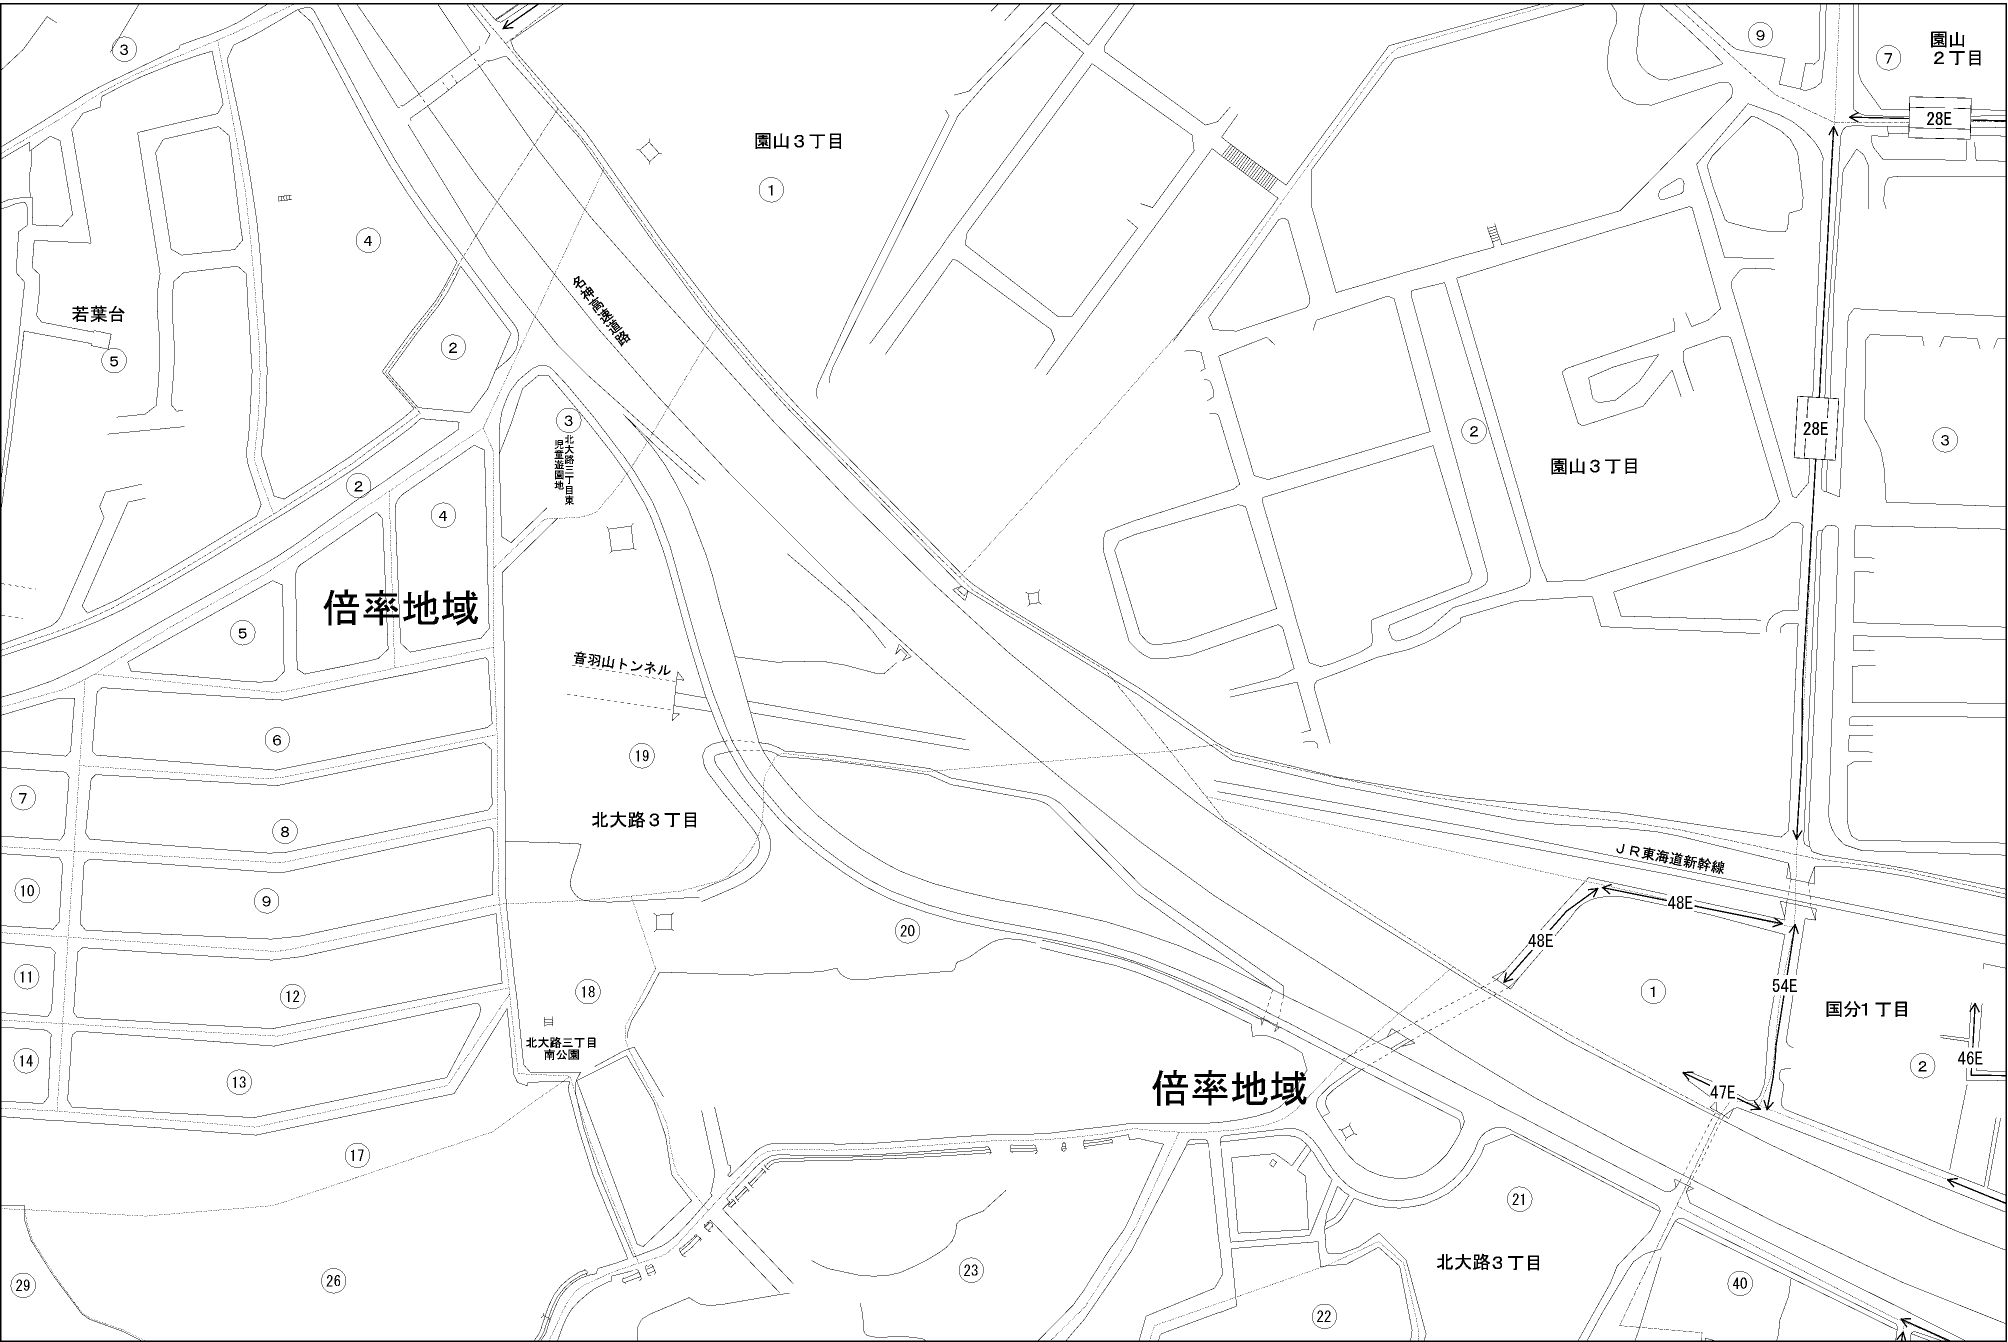 ③
⑨
園山
２丁目
⑦
28E
園山３丁目
①
④
名神高速道路
若葉台
⑤
②
③
北大路三丁目東
児童遊園地
28E
②
③
園山３丁目
②
④
倍率地域
⑤
音羽山トンネル
⑥
⑲
⑦
北大路３丁目
⑧
ＪＲ東海道新幹線
⑩
⑨
48E
⑳
48E
⑪
⑫
⑱
54E
①
国分１丁目
北大路三丁目
南公園
⑭
⑬
46E
②
倍率地域
47E
⑰
㉑
北大路３丁目
㉙
㉖
㉓
㊵
㉒